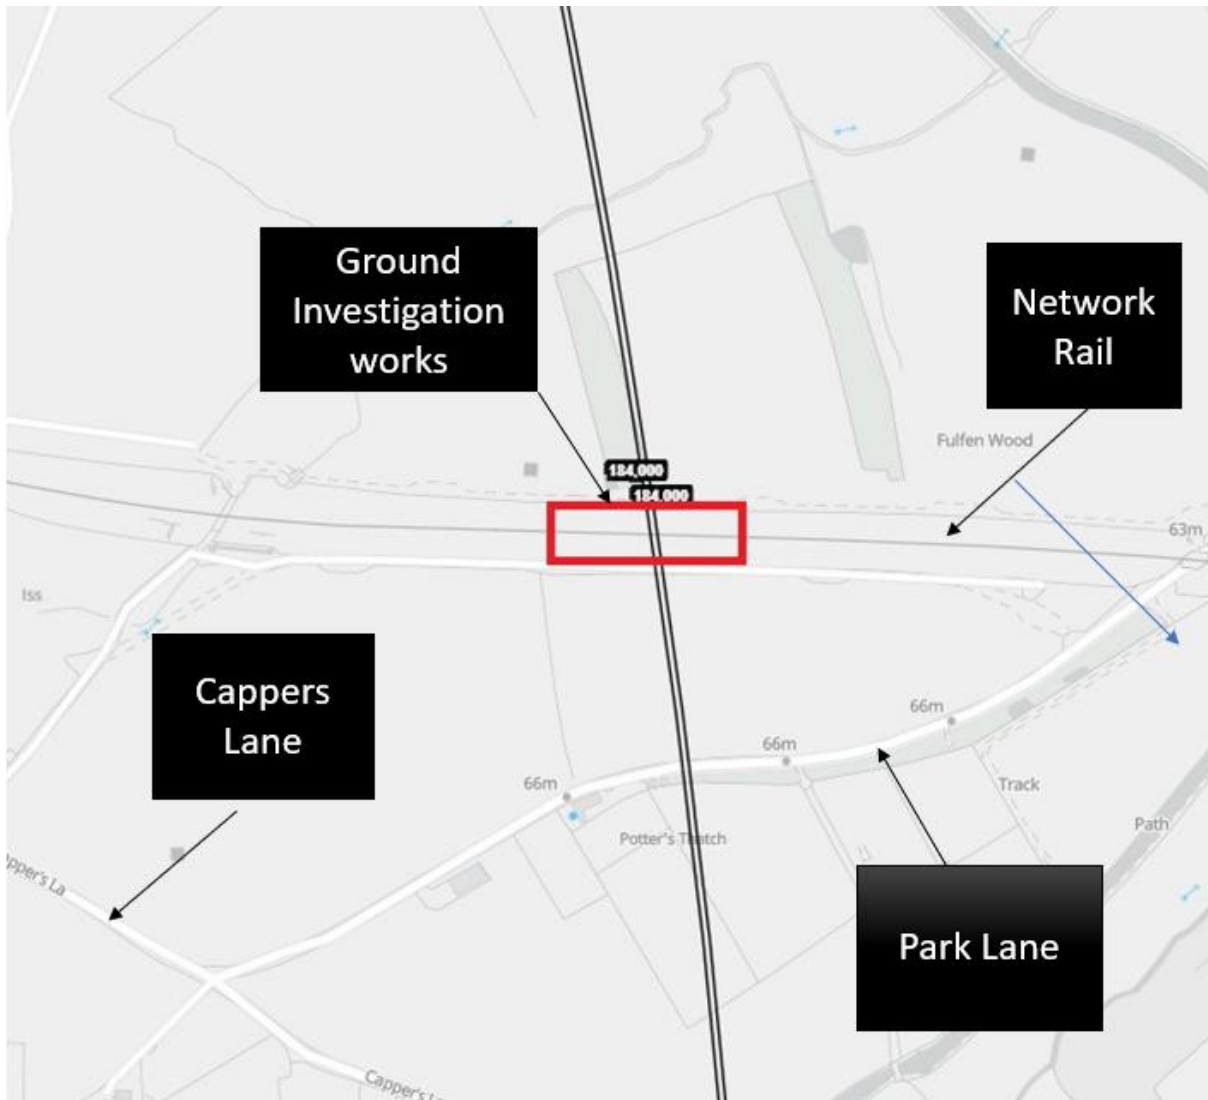 Ground
Investigation
works
Network
Rail
Fulfen Wood
184,000
184,000
63m
Iss
Cappers
Lane
66m
66m
66m
Track
Potter's Thatch
Path
apper's La
Park Lane
Capper's L